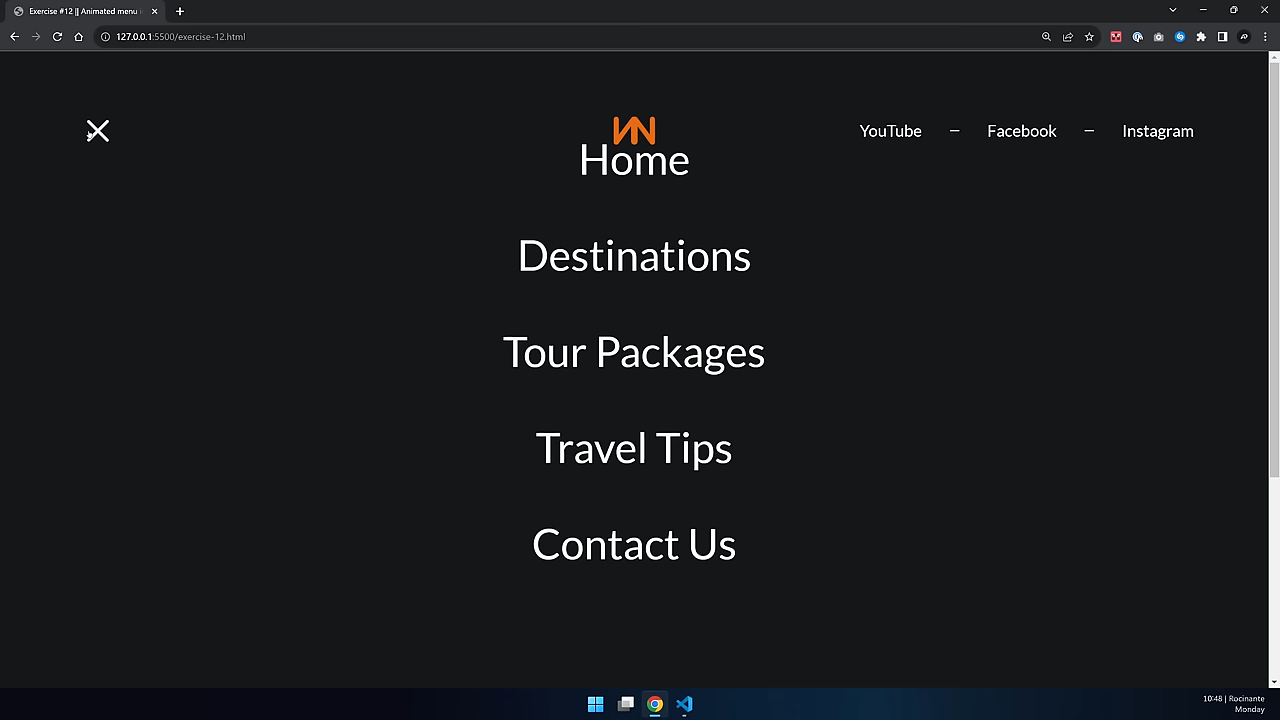 Exercise #12 || Animated menu
127.0.0.1:5500/exercise-12.html
YouTube – Facebook – Instagram
Home
Destinations
Tour Packages
Travel Tips
Contact Us
10:48 | Rocinante
Monday